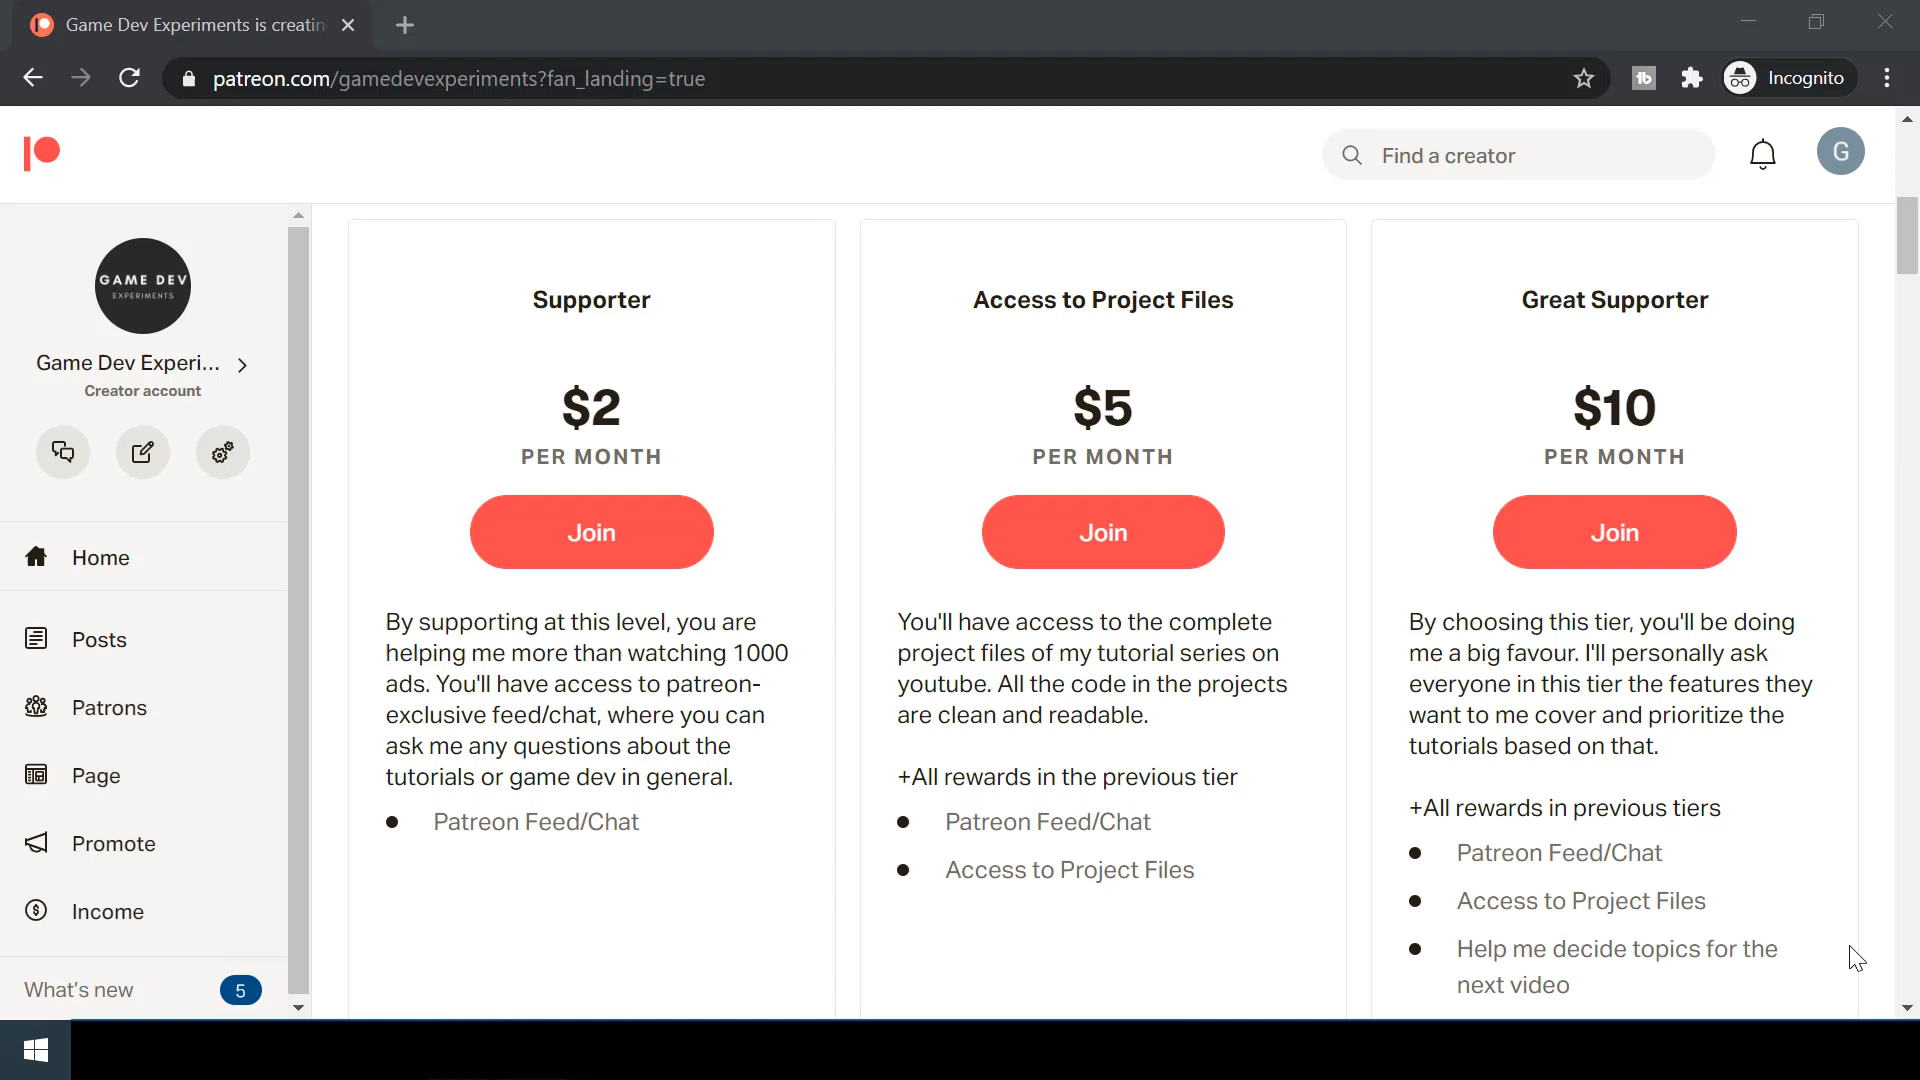 Game Dev Experiments is creatin
patreon.com/gamedevexperiments?fan_landing=true
Incognito
Find a creator
G
GAME DEV
EXPERIMENTS
Game Dev Experi...
Creator account
Home
Posts
Patrons
Page
Promote
Income
What's new
5
Supporter
$2
PER MONTH
Join
By supporting at this level, you are
helping me more than watching 1000
ads. You'll have access to patreon-
exclusive feed/chat, where you can
ask me any questions about the
tutorials or game dev in general.
Patreon Feed/Chat
Access to Project Files
$5
PER MONTH
Join
You'll have access to the complete
project files of my tutorial series on
youtube. All the code in the projects
are clean and readable.
+All rewards in the previous tier
Patreon Feed/Chat
Access to Project Files
Great Supporter
$10
PER MONTH
Join
By choosing this tier, you'll be doing
me a big favour. I'll personally ask
everyone in this tier the features they
want to me cover and prioritize the
tutorials based on that.
+All rewards in previous tiers
Patreon Feed/Chat
Access to Project Files
Help me decide topics for the
next video